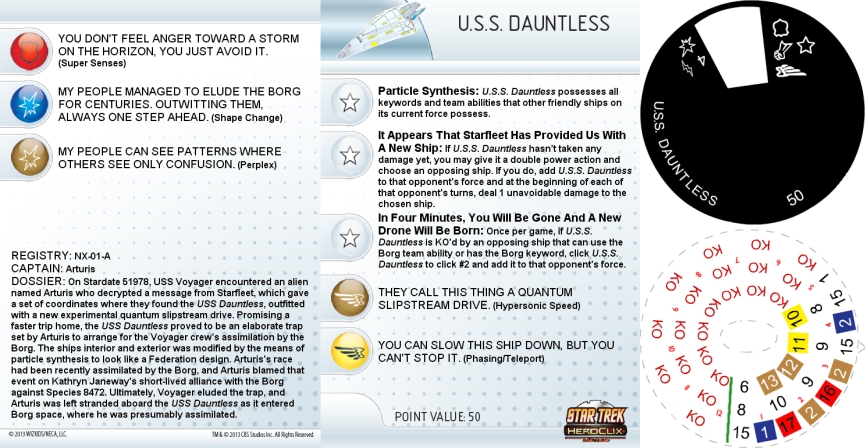 YOU DON'T FEEL ANGER TOWARD A STORM
ON THE HORIZON, YOU JUST AVOID IT.
(Super Senses)
MY PEOPLE MANAGED TO ELUDE THE BORG
FOR CENTURIES. OUTWITTING THEM,
ALWAYS ONE STEP AHEAD. (Shape Change)
MY PEOPLE CAN SEE PATTERNS WHERE
OTHERS SEE ONLY CONFUSION. (Perplex)
REGISTRY: NX-01-A
CAPTAIN: Arturis
DOSSIER: On Stardate 51978, USS Voyager encountered an alien
named Arturis who decrypted a message from Starfleet, which gave
a set of coordinates where they found the USS Dauntless, outfitted
with a new experimental quantum slipstream drive. Promising a
faster trip home, the USS Dauntless proved to be an elaborate trap
set by Arturis to arrange for the Voyager crew's assimilation by the
Borg. The ships interior and exterior was modified by the means of
particle synthesis to look like a Federation design. Arturis's race
had been recently assimilated by the Borg, and Arturis blamed that
event on Kathryn Janeway's short-lived alliance with the Borg
against Species 8472. Ultimately, Voyager eluded the trap, and
Arturis was left stranded aboard the USS Dauntless as it entered
Borg space, where he was presumably assimilated.
© 2013 WIZKIDS/NECA, LLC.
TM & © 2013 CBS Studios Inc. All Rights Reserved.
U.S.S. DAUNTLESS
Particle Synthesis: U.S.S. Dauntless possesses all
keywords and team abilities that other friendly ships on
its current force possess.
It Appears That Starfleet Has Provided Us With
A New Ship: If U.S.S. Dauntless hasn't taken any
damage yet, you may give it a double power action and
choose an opposing ship. If you do, add U.S.S. Dauntless
to that opponent's force and at the beginning of each of
that opponent's turns, deal 1 unavoidable damage to the
chosen ship.
In Four Minutes, You Will Be Gone And A New
Drone Will Be Born: Once per game, if U.S.S.
Dauntless is KO'd by an opposing ship that can use the
Borg team ability or has the Borg keyword, click U.S.S.
Dauntless to click #2 and add it to that opponent's force.
THEY CALL THIS THING A QUANTUM
SLIPSTREAM DRIVE. (Hypersonic Speed)
YOU CAN SLOW THIS SHIP DOWN, BUT YOU
CAN'T STOP IT. (Phasing/Teleport)
POINT VALUE: 50
STAR TREK
HEROCLIX
U.S.S. DAUNTLESS
50
KO KO KO KO KO KO KO KO
KO KO KO KO KO KO KO KO
10 8 15 1
11 9 8 15 2
12 9 15 2
13 10 9 16 2
6 8 15 1 17